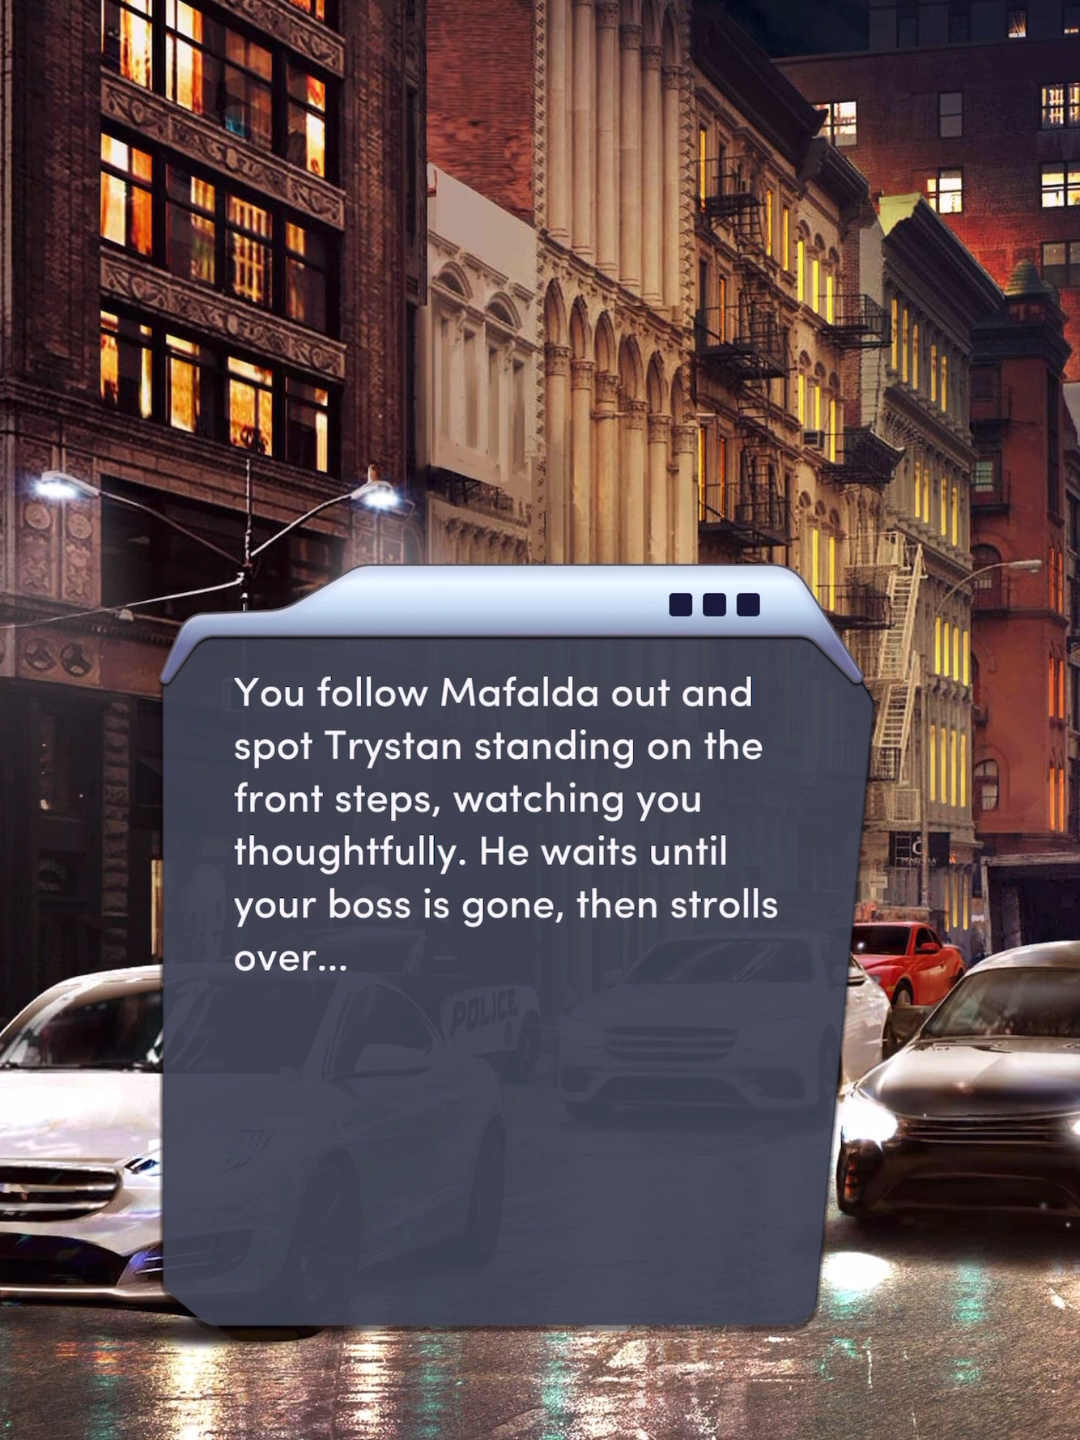 You follow Mafalda out and
spot Trystan standing on the
front steps, watching you
thoughtfully. He waits until
your boss is gone, then strolls
over...
POLICE